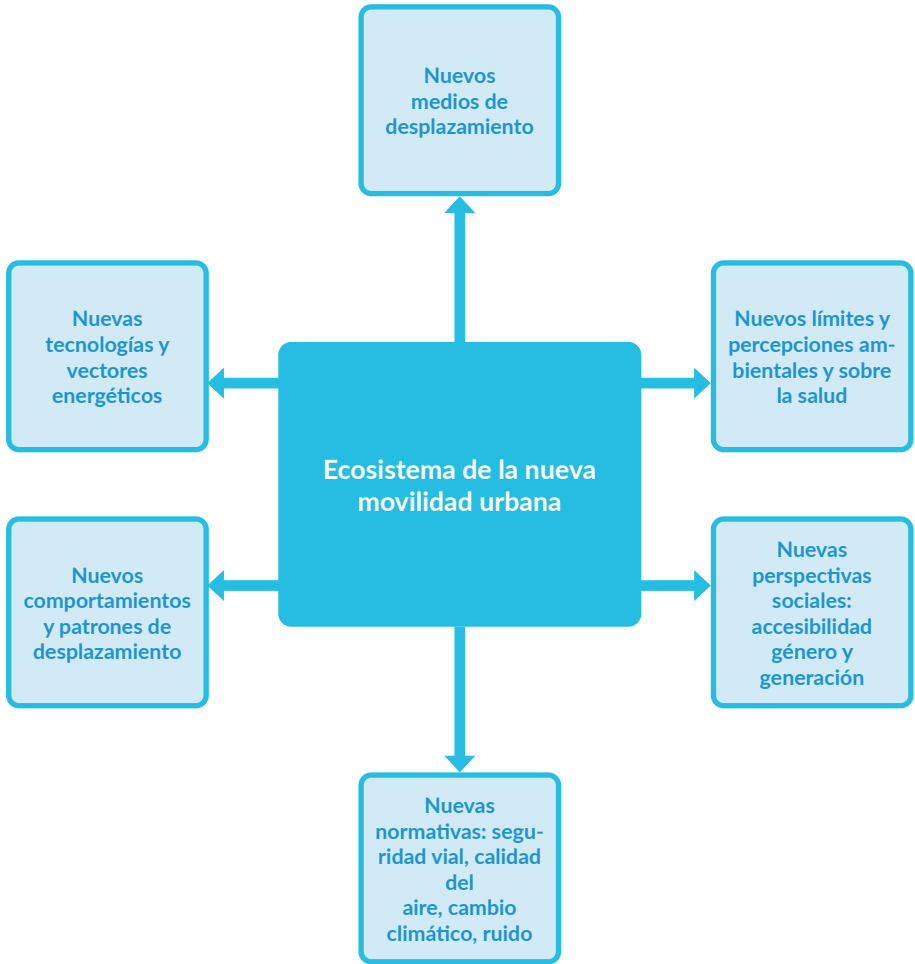 Nuevos
medios de
desplazamiento
Nuevas
tecnologías y
vectores
energéticos
Nuevos límites y
percepciones am-
bientales y sobre
la salud
Ecosistema de la nueva
movilidad urbana
Nuevos
comportamientos
y patrones de
desplazamiento
Nuevas
perspectivas
sociales:
accesibilidad
género y
generación
Nuevas
normativas: segu-
ridad vial, calidad
del
aire, cambio
climático, ruido